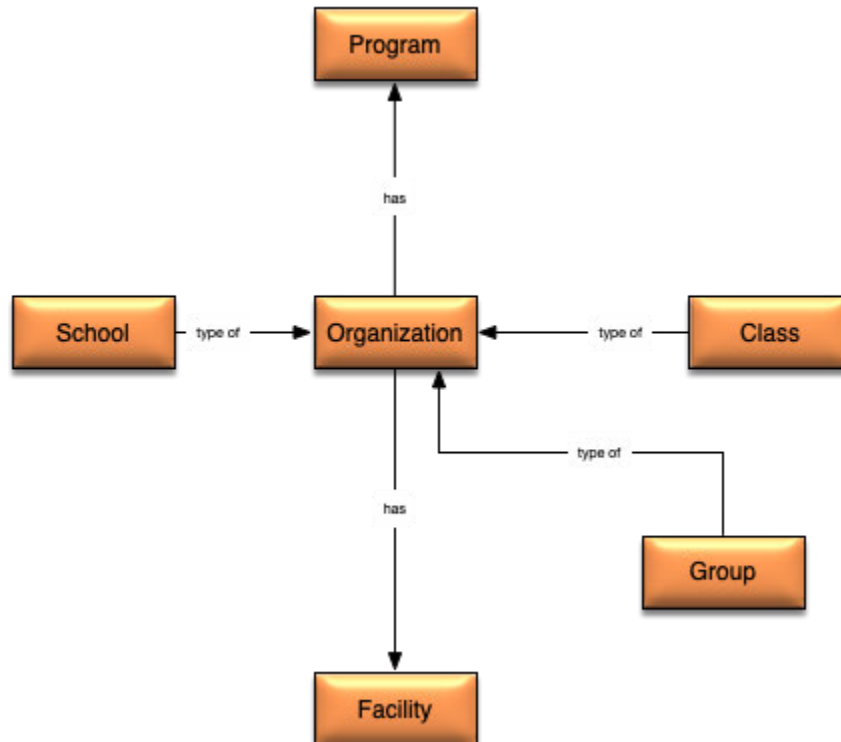 Program
has
School
type of
Organization
type of
Class
type of
has
Group
Facility